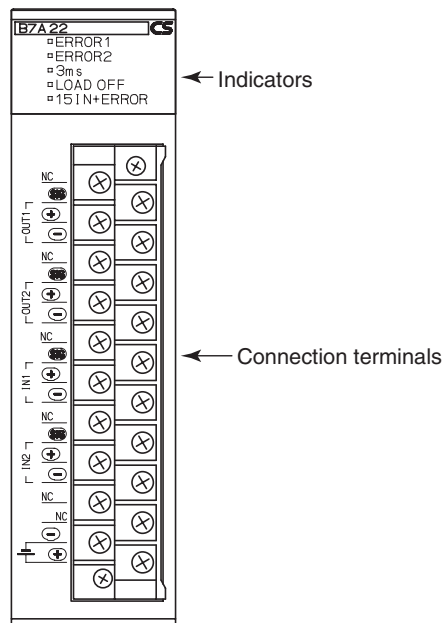 B7A22 CS
ERROR1
ERROR2
3ms
LOAD OFF
15IN+ERROR
Indicators
NC
OUT1
+
−
NC
OUT2
+
−
NC
IN1
+
−
NC
IN2
+
−
NC
NC
−
+
Connection terminals